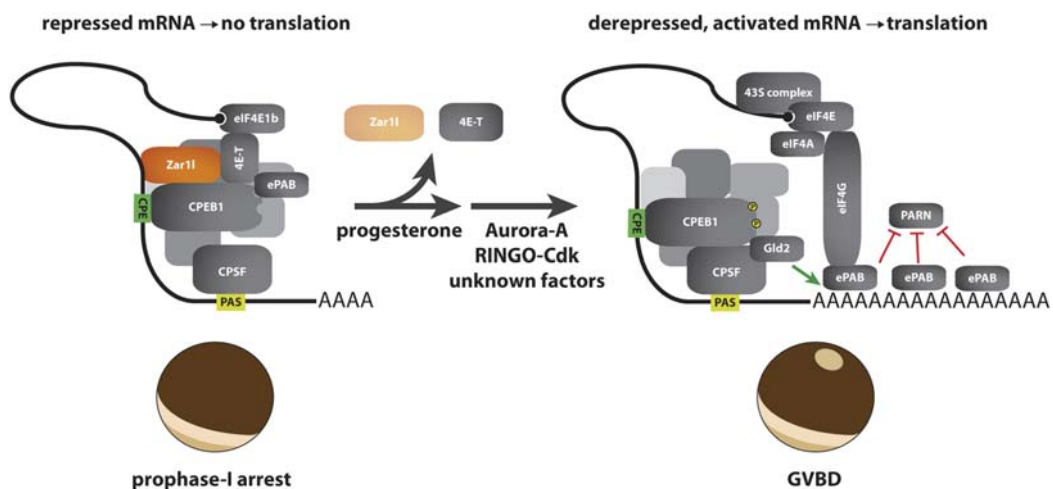 repressed mRNA → no translation
derepressed, activated mRNA → translation
eIF4E1b
Zar1l
4E-T
ePAB
CPE
CPEB1
CPSF
PAS
AAAA
Zar1l
4E-T
progesterone
Aurora-A
RINGO-Cdk
unknown factors
43S complex
eIF4E
eIF4A
eIF4G
CPE
CPEB1
P
P
Gld2
CPSF
PARN
ePAB
ePAB
ePAB
PAS
AAAAAAAAAAAAAAAAA
prophase-I arrest
GVBD